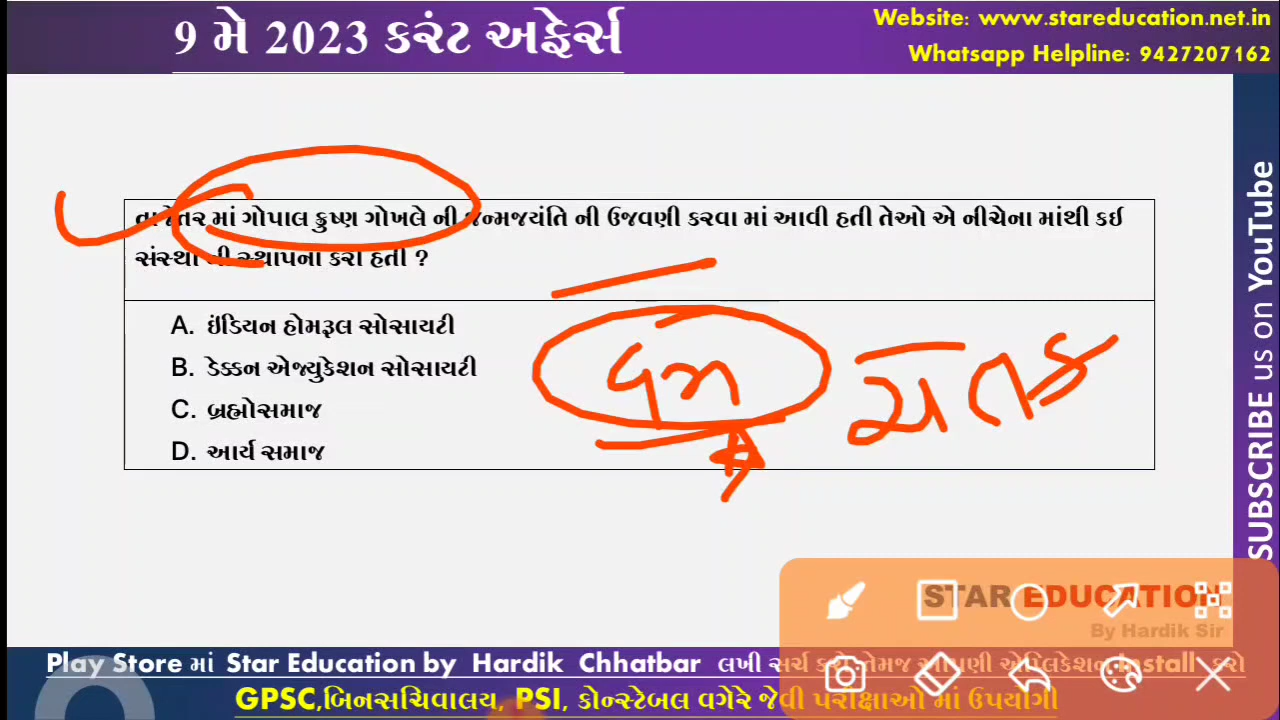 9 મે 2023 કરંટ અફેર્સ
Website: www.stareducation.net.in
Whatsapp Helpline: 9427207162
તાજેતર માં ગોપાલ ક્રુષ્ણ ગોખલે ની જન્મજયંતિ ની ઉજવણી કરવા માં આવી હતી તેઓ એ નીચેના માંથી કઈ
સંસ્થા ની સ્થાપના કરી હતી ?
A. ઇંડિયન હોમરૂલ સોસાયટી
B. ડેક્કન એજ્યુકેશન સોસાયટી
C. બ્રહ્મોસમાજ
D. આર્ય સમાજ
SUBSCRIBE us on YouTube
STAR EDUCATION
By Hardik Sir
Play Store માં Star Education by Hardik Chhatbar લખી સર્ચ કરો તેમજ આપણી એપ્લિકેશન Install કરો
GPSC,બિનસચિવાલય, PSI, કોન્સ્ટેબલ વગેરે જેવી પરીક્ષાઓ માં ઉપયોગી